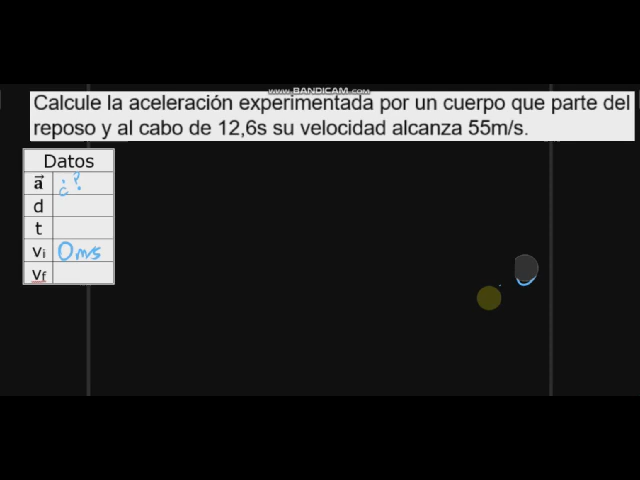 www.BANDICAM.COM
Calcule la aceleración experimentada por un cuerpo que parte del
reposo y al cabo de 12,6s su velocidad alcanza 55m/s.
Datos
a ¿?
d
t
vi 0m/s
vf